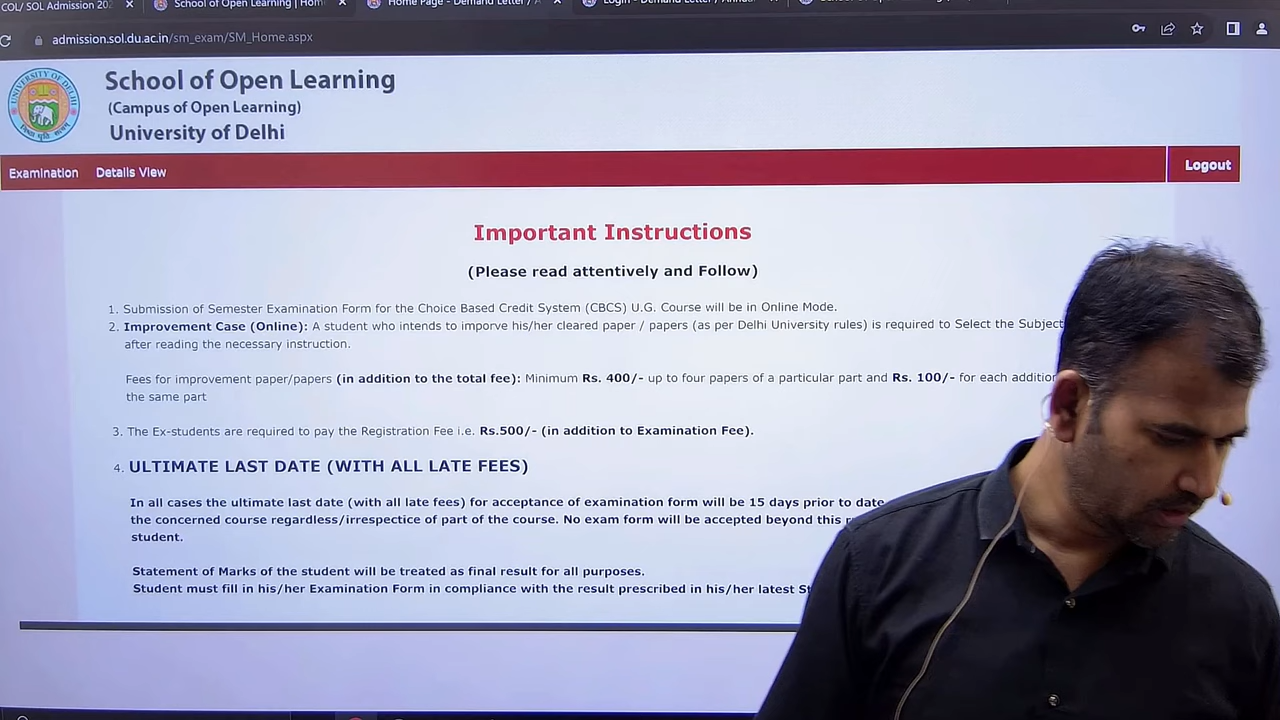 COL/ SOL Admission 202
School of Open Learning | Hom
Home Page - Demand Letter / A
Login - Demand Letter / Annu
admission.sol.du.ac.in/sm_exam/SM_Home.aspx
UNIVERSITY OF DELHI
School of Open Learning
(Campus of Open Learning)
University of Delhi
Examination Details View Logout
Important Instructions
(Please read attentively and Follow)
1. Submission of Semester Examination Form for the Choice Based Credit System (CBCS) U.G. Course will be in Online Mode.
2. Improvement Case (Online): A student who intends to imporve his/her cleared paper / papers (as per Delhi University rules) is required to Select the Subject
after reading the necessary instruction.
Fees for improvement paper/papers (in addition to the total fee): Minimum Rs. 400/- up to four papers of a particular part and Rs. 100/- for each addition
the same part
3. The Ex-students are required to pay the Registration Fee i.e. Rs.500/- (in addition to Examination Fee).
4. ULTIMATE LAST DATE (WITH ALL LATE FEES)
In all cases the ultimate last date (with all late fees) for acceptance of examination form will be 15 days prior to date
the concerned course regardless/irrespectice of part of the course. No exam form will be accepted beyond this
student.
Statement of Marks of the student will be treated as final result for all purposes.
Student must fill in his/her Examination Form in compliance with the result prescribed in his/her latest St